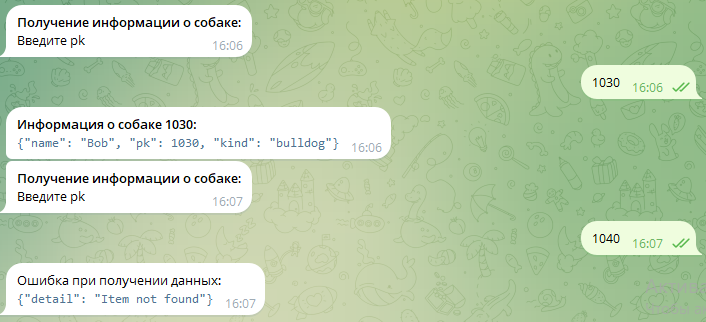 Получение информации о собаке:
Введите pk
16:06
1030 16:06
Информация о собаке 1030:
{"name": "Bob", "pk": 1030, "kind": "bulldog"} 16:06
Получение информации о собаке:
Введите pk
16:07
1040 16:07
Ошибка при получении данных:
{"detail": "Item not found"} 16:07